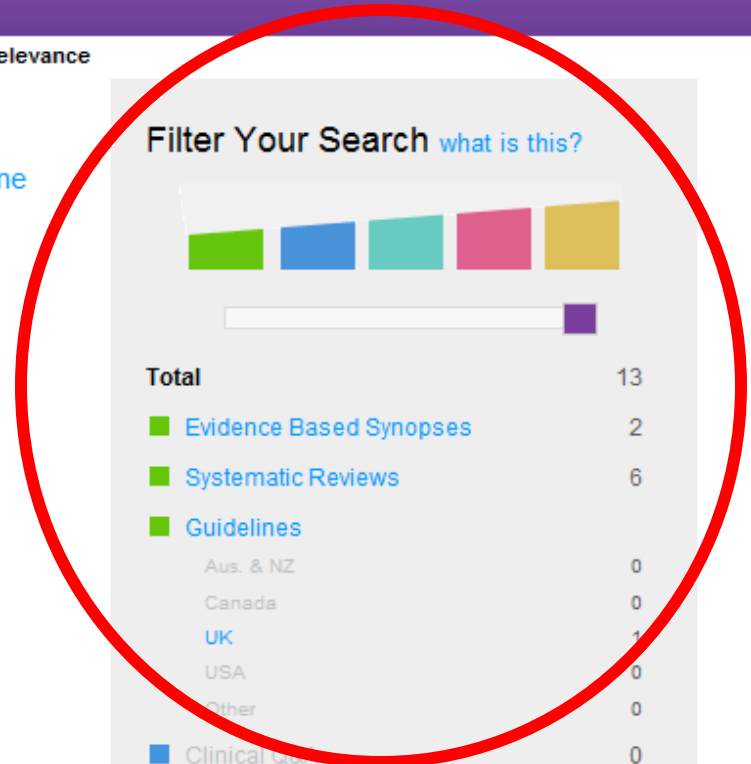 elevance
Filter Your Search what is this?
ne
Total 13
Evidence Based Synopses 2
Systematic Reviews 6
Guidelines
Aus. & NZ 0
Canada 0
UK 1
USA 0
Other 0
Clinical 0